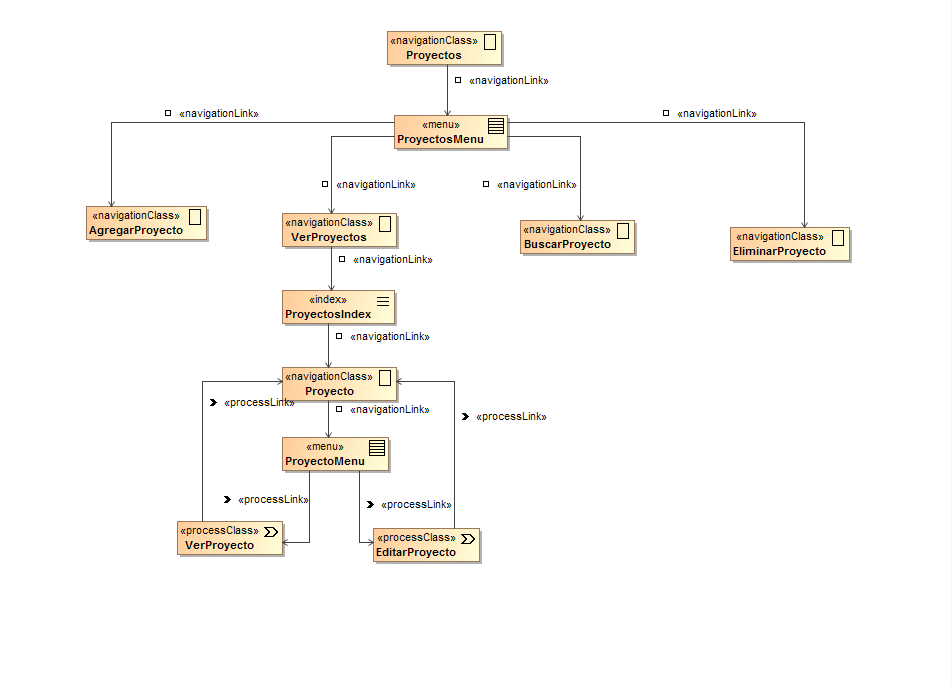 «navigationClass»
Proyectos
«navigationLink»
«navigationLink»
«navigationLink»
«menu»
ProyectosMenu
«navigationLink»
«navigationLink»
«navigationClass»
AgregarProyecto
«navigationClass»
VerProyectos
«navigationClass»
BuscarProyecto
«navigationClass»
EliminarProyecto
«navigationLink»
«index»
ProyectosIndex
«navigationLink»
«navigationClass»
Proyecto
«processLink»
«navigationLink»
«processLink»
«menu»
ProyectoMenu
«processLink»
«processLink»
«processClass»
VerProyecto
«processClass»
EditarProyecto